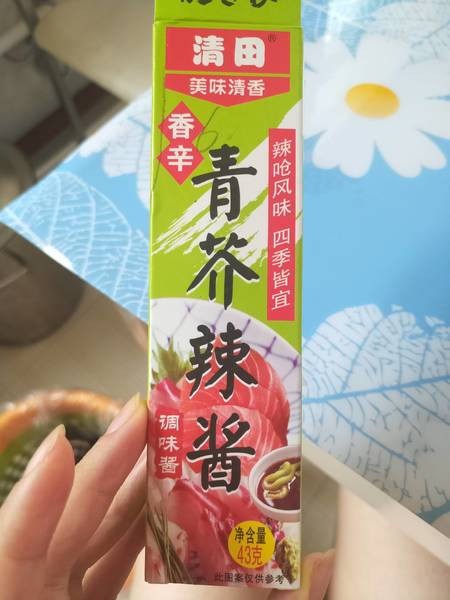 清田®
美味清香
香辛
青芥辣酱
辣呛风味 四季皆宜
调味酱
净含量
43克
此图案仅供参考